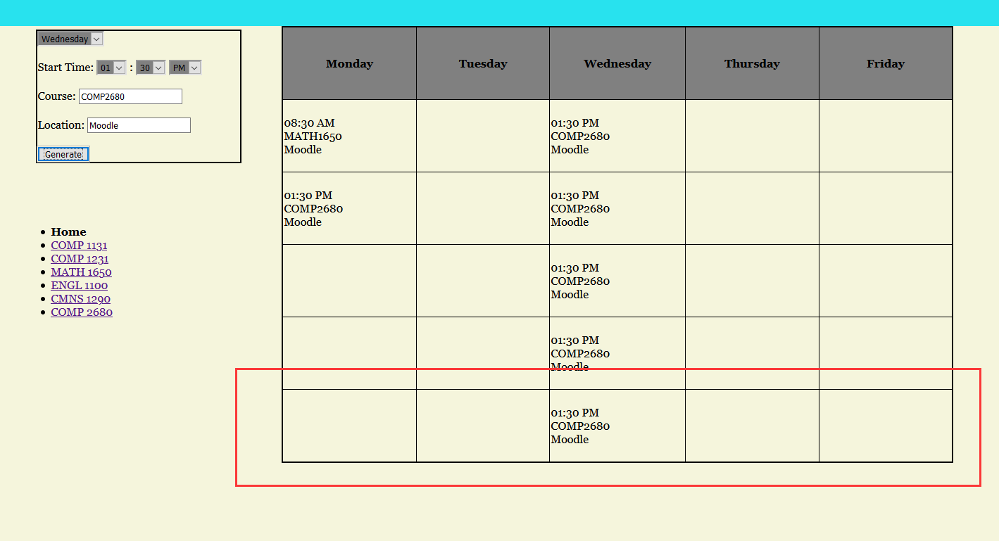 Wednesday
Start Time: 01 : 30 PM
Course: COMP2680
Location: Moodle
Generate
Home
COMP 1131
COMP 1231
MATH 1650
ENGL 1100
CMNS 1290
COMP 2680
Monday Tuesday Wednesday Thursday Friday
08:30 AM
MATH1650
Moodle
01:30 PM
COMP2680
Moodle
01:30 PM
COMP2680
Moodle
01:30 PM
COMP2680
Moodle
01:30 PM
COMP2680
Moodle
01:30 PM
COMP2680
Moodle
01:30 PM
COMP2680
Moodle